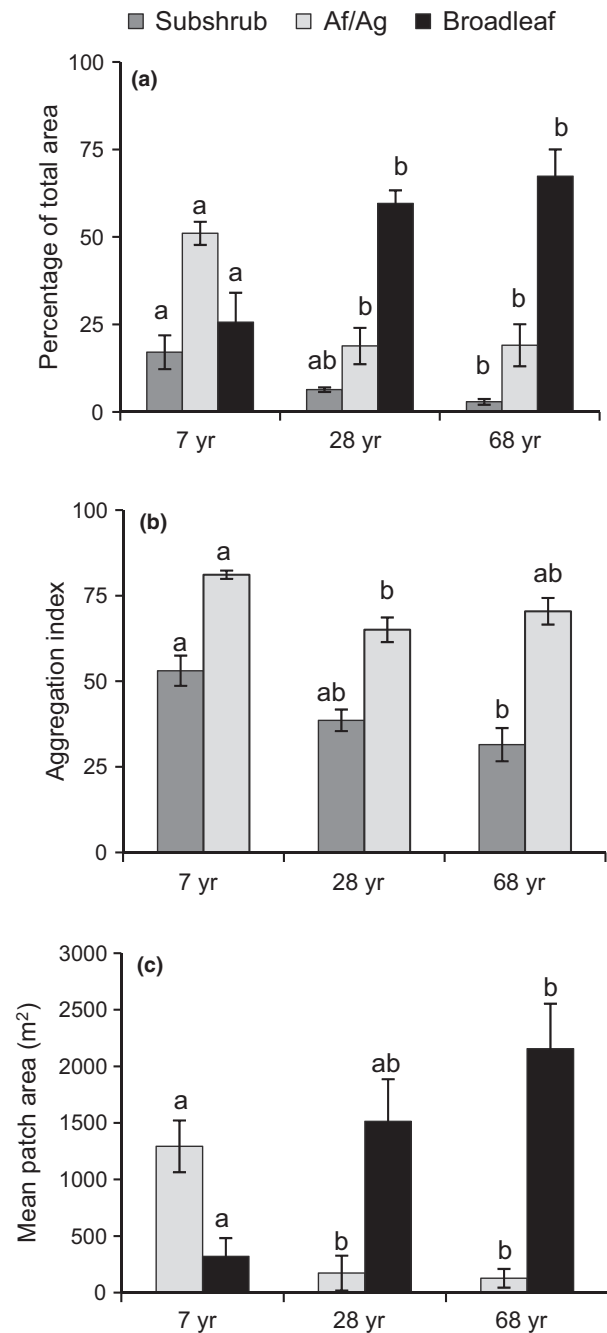 Subshrub Af/Ag Broadleaf
(a)
Percentage of total area
100
75
50
25
0
a a a
ab b b
b b b
7 yr 28 yr 68 yr
(b)
Aggregation index
100
75
50
25
0
a a
ab b
b ab
7 yr 28 yr 68 yr
(c)
Mean patch area (m²)
3000
2500
2000
1500
1000
500
0
a a
b ab
b b
7 yr 28 yr 68 yr